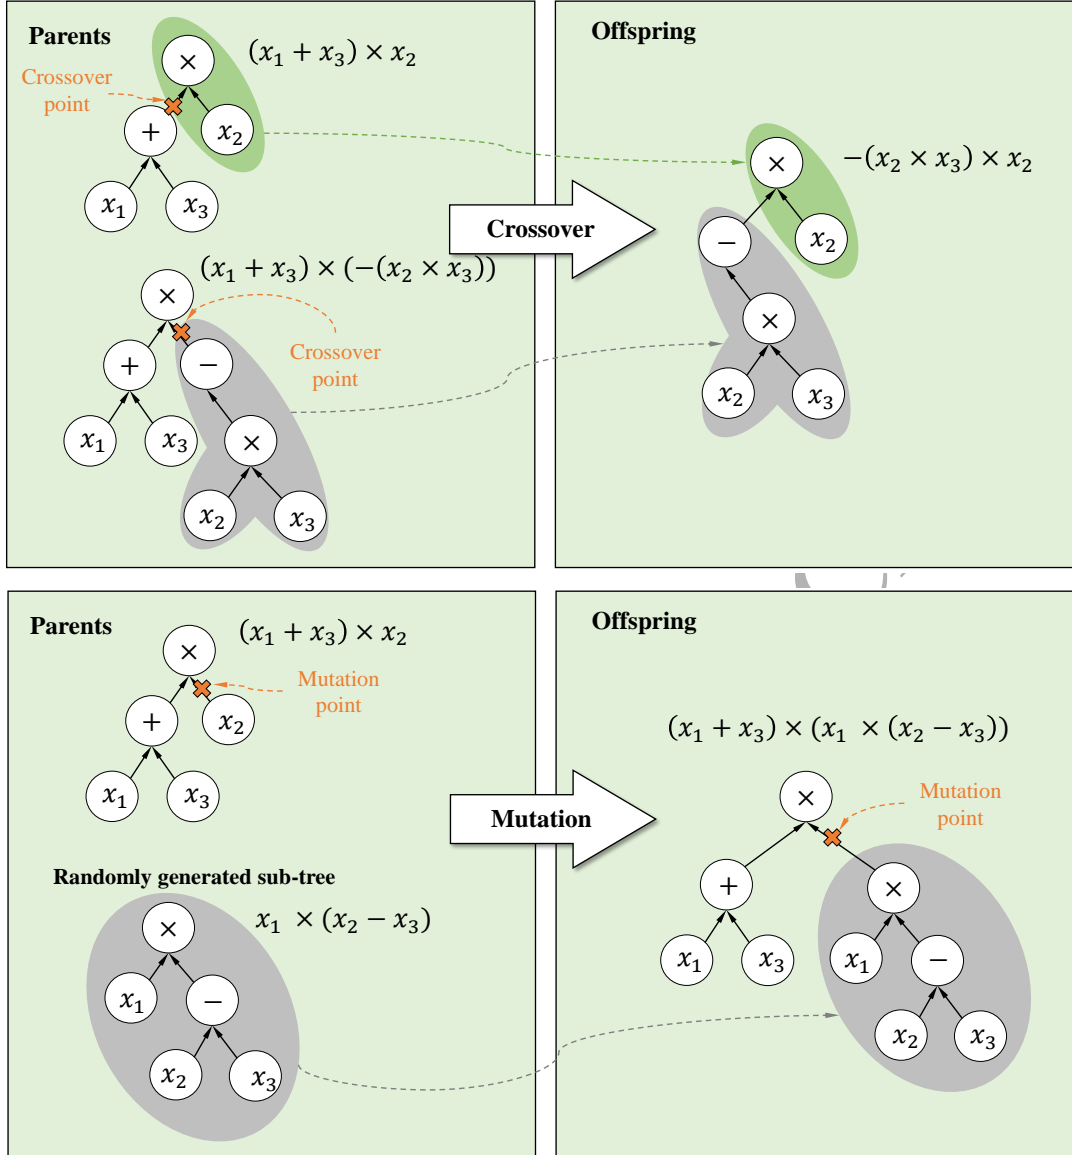 Parents
(x₁ + x₃) × x₂
Crossover
point
×
+
x₂
x₁
x₃
(x₁ + x₃) × (−(x₂ × x₃))
×
Crossover
point
+
−
x₁
x₃
×
x₂
x₃
Crossover
Offspring
−(x₂ × x₃) × x₂
×
−
x₂
×
x₂
x₃
Parents
(x₁ + x₃) × x₂
×
Mutation
point
+
x₂
x₁
x₃
Randomly generated sub-tree
x₁ × (x₂ − x₃)
×
x₁
−
x₂
x₃
Mutation
Offspring
(x₁ + x₃) × (x₁ × (x₂ − x₃))
×
Mutation
point
+
×
x₁
x₃
x₁
−
x₂
x₃